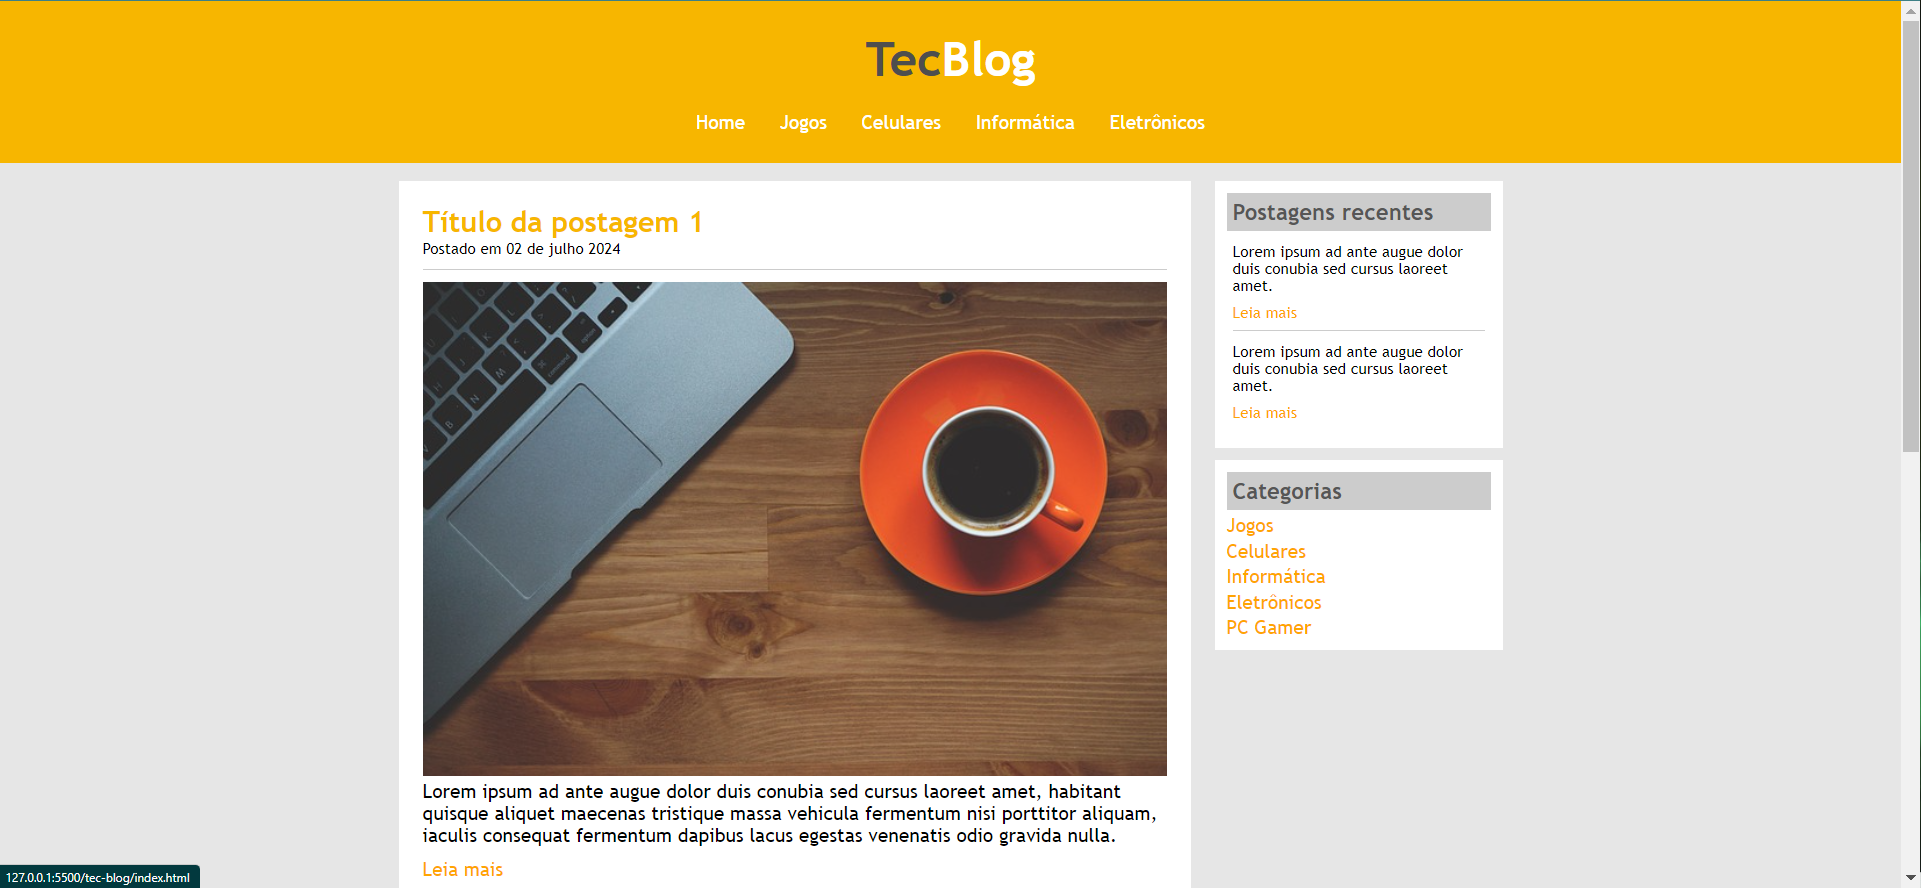 TecBlog
Home Jogos Celulares Informática Eletrônicos
Título da postagem 1
Postado em 02 de julho 2024
Lorem ipsum ad ante augue dolor duis conubia sed cursus laoreet amet, habitant
quisque aliquet maecenas tristique massa vehicula fermentum nisi porttitor aliquam,
iaculis consequat fermentum dapibus lacus egestas venenatis odio gravida nulla.
Leia mais
Postagens recentes
Lorem ipsum ad ante augue dolor
duis conubia sed cursus laoreet
amet.
Leia mais
Lorem ipsum ad ante augue dolor
duis conubia sed cursus laoreet
amet.
Leia mais
Categorias
Jogos
Celulares
Informática
Eletrônicos
PC Gamer
127.0.0.1:5500/tec-blog/index.html